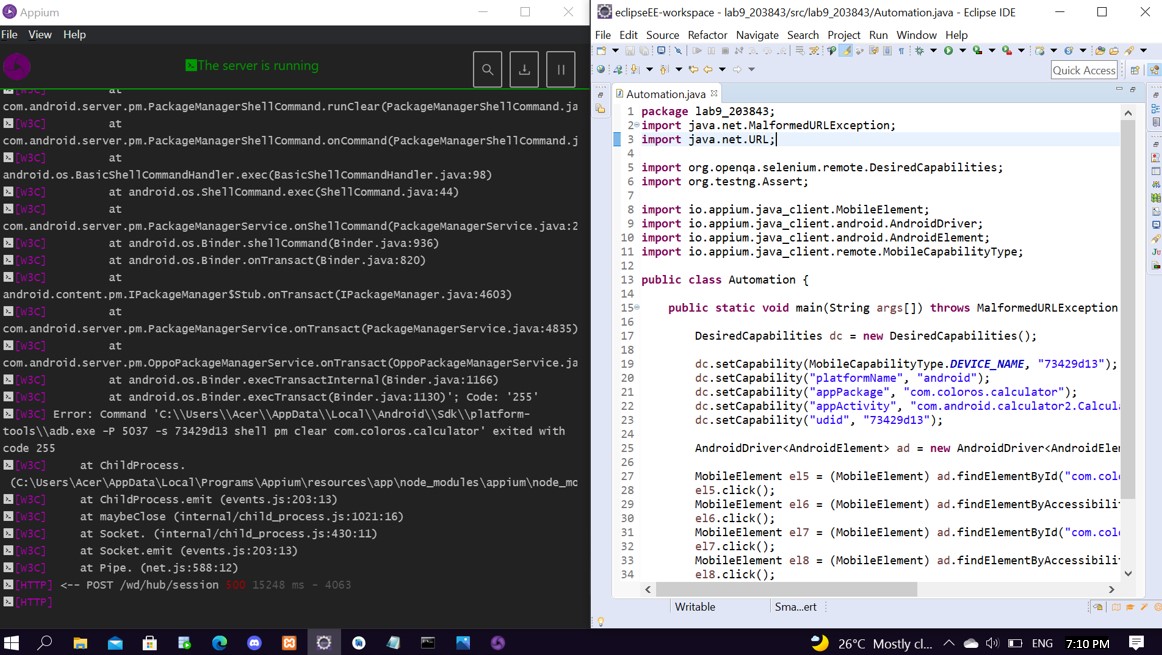 Appium
File View Help
The server is running
at
com.android.server.pm.PackageManagerShellCommand.runClear(PackageManagerShellCommand.ja
[W3C] at
com.android.server.pm.PackageManagerShellCommand.onCommand(PackageManagerShellCommand.j
[W3C] at
android.os.BasicShellCommandHandler.exec(BasicShellCommandHandler.java:98)
[W3C] at android.os.ShellCommand.exec(ShellCommand.java:44)
[W3C] at
com.android.server.pm.PackageManagerService.onShellCommand(PackageManagerService.java:2
[W3C] at android.os.Binder.shellCommand(Binder.java:936)
[W3C] at android.os.Binder.onTransact(Binder.java:820)
[W3C] at
android.content.pm.IPackageManager$Stub.onTransact(IPackageManager.java:4603)
[W3C] at
com.android.server.pm.PackageManagerService.onTransact(PackageManagerService.java:4835)
[W3C] at
com.android.server.pm.OppoPackageManagerService.onTransact(OppoPackageManagerService.ja
[W3C] at android.os.Binder.execTransactInternal(Binder.java:1166)
[W3C] at android.os.Binder.execTransact(Binder.java:1130)'; Code: '255'
[W3C] Error: Command 'C:\\Users\\Acer\\AppData\\Local\\Android\\Sdk\\platform-
tools\\adb.exe -P 5037 -s 73429d13 shell pm clear com.coloros.calculator' exited with
code 255
[W3C] at ChildProcess.
(C:\Users\Acer\AppData\Local\Programs\Appium\resources\app\node_modules\appium\node_mo
[W3C] at ChildProcess.emit (events.js:203:13)
[W3C] at maybeClose (internal/child_process.js:1021:16)
[W3C] at Socket. (internal/child_process.js:430:11)
[W3C] at Socket.emit (events.js:203:13)
[W3C] at Pipe. (net.js:588:12)
[HTTP] <-- POST /wd/hub/session 500 15248 ms - 4063
[HTTP]
eclipseEE-workspace - lab9_203843/src/lab9_203843/Automation.java - Eclipse IDE
File Edit Source Refactor Navigate Search Project Run Window Help
Quick Access
Automation.java
1 package lab9_203843;
2 import java.net.MalformedURLException;
3 import java.net.URL;
4
5 import org.openqa.selenium.remote.DesiredCapabilities;
6 import org.testng.Assert;
7
8 import io.appium.java_client.MobileElement;
9 import io.appium.java_client.android.AndroidDriver;
10 import io.appium.java_client.android.AndroidElement;
11 import io.appium.java_client.remote.MobileCapabilityType;
12
13 public class Automation {
14
15 public static void main(String args[]) throws MalformedURLException
16
17 DesiredCapabilities dc = new DesiredCapabilities();
18
19 dc.setCapability(MobileCapabilityType.DEVICE_NAME, "73429d13");
20 dc.setCapability("platformName", "android");
21 dc.setCapability("appPackage", "com.coloros.calculator");
22 dc.setCapability("appActivity", "com.android.calculator2.Calcul
23 dc.setCapability("udid", "73429d13");
24
25 AndroidDriver<AndroidElement> ad = new AndroidDriver<AndroidEle
26
27 MobileElement el5 = (MobileElement) ad.findElementById("com.colo
28 el5.click();
29 MobileElement el6 = (MobileElement) ad.findElementByAccessibili
30 el6.click();
31 MobileElement el7 = (MobileElement) ad.findElementById("com.colo
32 el7.click();
33 MobileElement el8 = (MobileElement) ad.findElementByAccessibili
34 el8.click();
Writable Sma...ert
26°C Mostly cl... ENG 7:10 PM